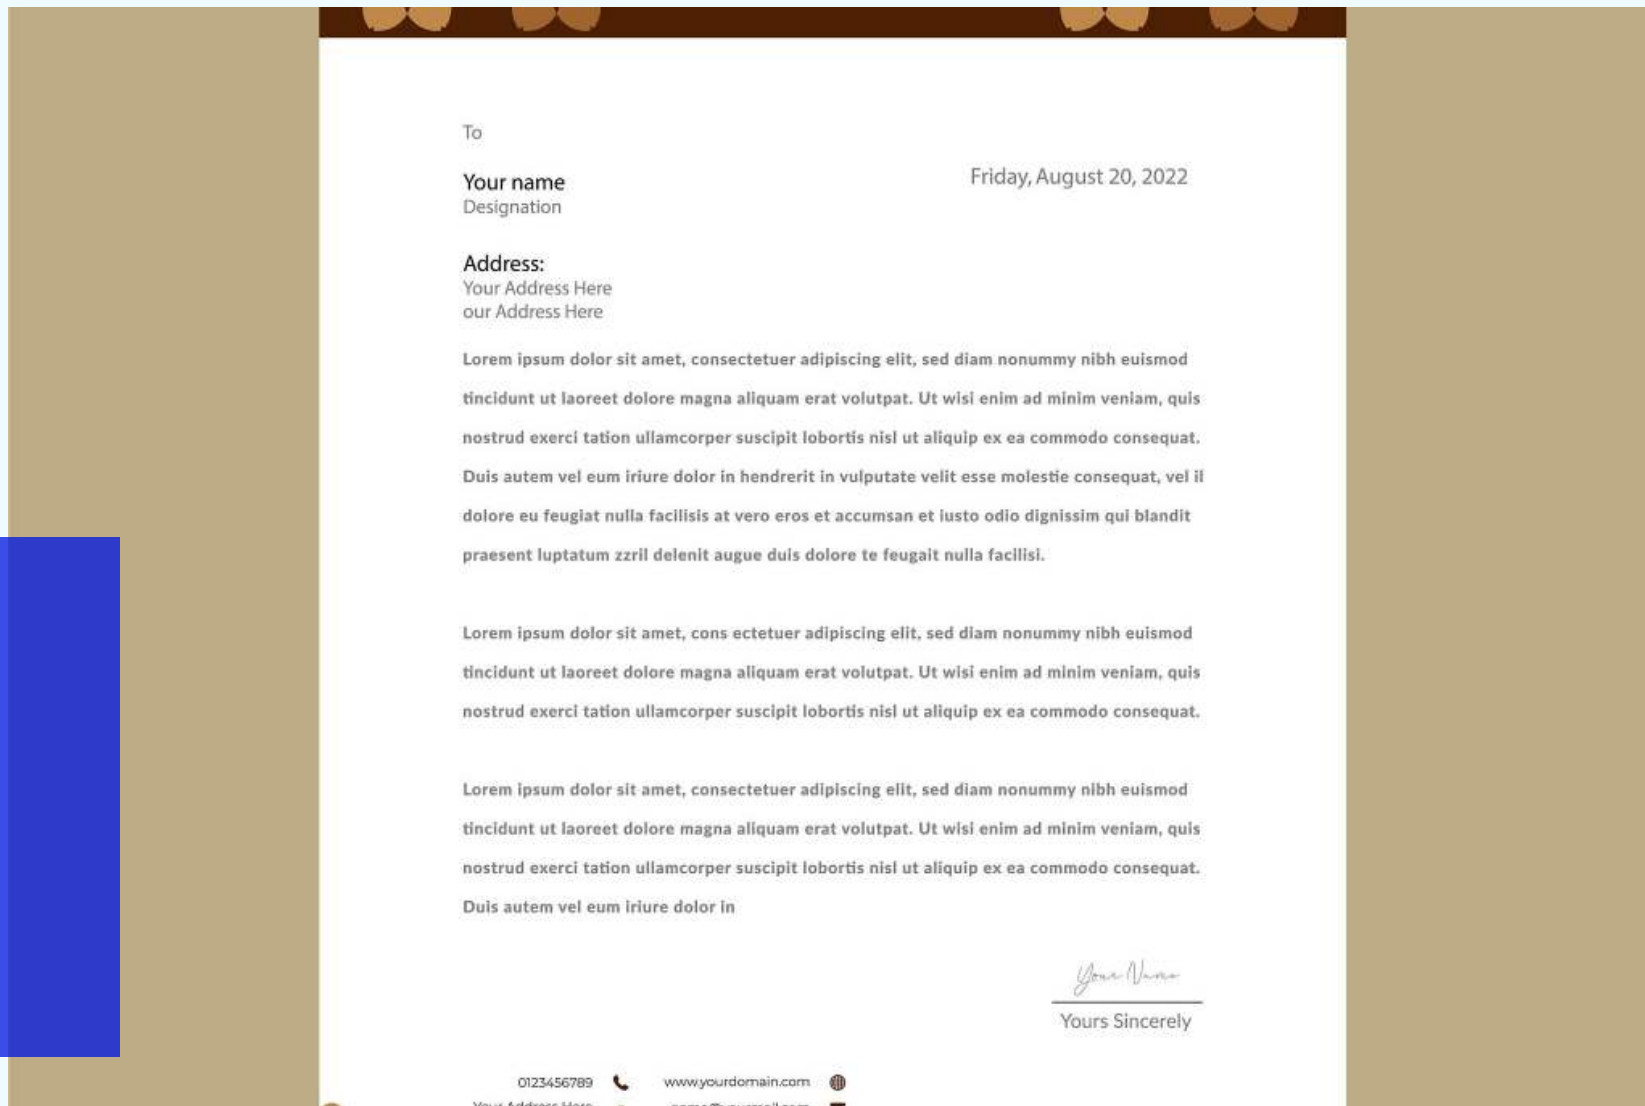 To
Your name
Designation
Friday, August 20, 2022
Address:
Your Address Here
our Address Here
Lorem ipsum dolor sit amet, consectetuer adipiscing elit, sed diam nonummy nibh euismod
tincidunt ut laoreet dolore magna aliquam erat volutpat. Ut wisi enim ad minim veniam, quis
nostrud exerci tation ullamcorper suscipit lobortis nisl ut aliquip ex ea commodo consequat.
Duis autem vel eum iriure dolor in hendrerit in vulputate velit esse molestie consequat, vel il
dolore eu feugiat nulla facilisis at vero eros et accumsan et iusto odio dignissim qui blandit
praesent luptatum zzril delenit augue duis dolore te feugait nulla facilisi.
Lorem ipsum dolor sit amet, cons ectetuer adipiscing elit, sed diam nonummy nibh euismod
tincidunt ut laoreet dolore magna aliquam erat volutpat. Ut wisi enim ad minim veniam, quis
nostrud exerci tation ullamcorper suscipit lobortis nisl ut aliquip ex ea commodo consequat.
Lorem ipsum dolor sit amet, consectetuer adipiscing elit, sed diam nonummy nibh euismod
tincidunt ut laoreet dolore magna aliquam erat volutpat. Ut wisi enim ad minim veniam, quis
nostrud exerci tation ullamcorper suscipit lobortis nisl ut aliquip ex ea commodo consequat.
Duis autem vel eum iriure dolor in
Your Name
Yours Sincerely
0123456789 www.yourdomain.com
Your Address Here